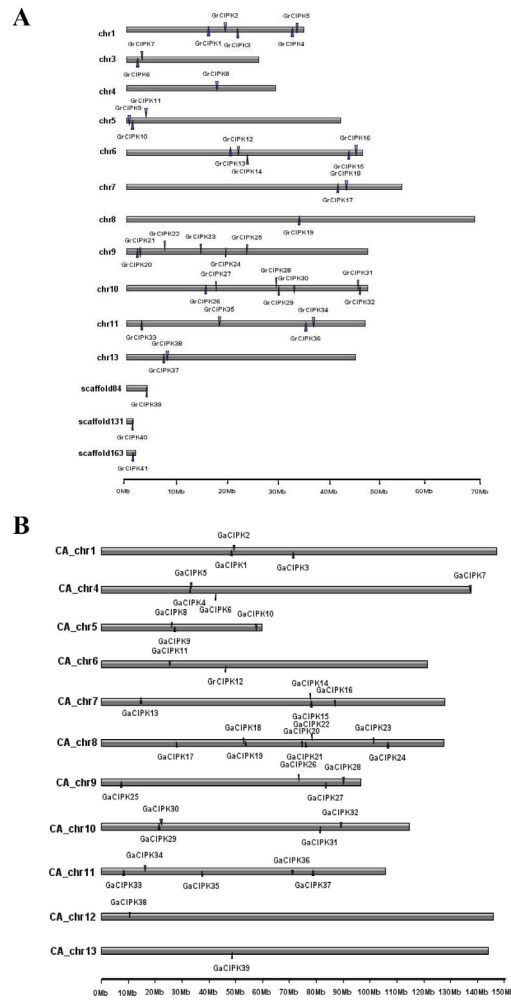 A
GrCIPK2
GrCIPK5
chr1
GrCIPK7
GrCIPK1
GrCIPK3
GrCIPK4
chr3
GrCIPK6
GrCIPK8
chr4
GrCIPK11
GrCIPK9
chr5
GrCIPK10
GrCIPK12
GrCIPK16
chr6
GrCIPK13
GrCIPK15
GrCIPK14
GrCIPK18
chr7
GrCIPK17
chr8
GrCIPK19
GrCIPK22
GrCIPK21
GrCIPK23
GrCIPK25
chr9
GrCIPK20
GrCIPK24
GrCIPK28
GrCIPK27
GrCIPK30
GrCIPK31
chr10
GrCIPK26
GrCIPK29
GrCIPK32
GrCIPK35
GrCIPK34
chr11
GrCIPK33
GrCIPK36
GrCIPK38
chr13
GrCIPK37
scaffold84
GrCIPK39
scaffold131
GrCIPK40
scaffold163
GrCIPK41
0Mb 10Mb 20Mb 30Mb 40Mb 50Mb 60Mb 70Mb
B
GaCIPK2
CA_chr1
GaCIPK1
GaCIPK3
GaCIPK5
GaCIPK7
CA_chr4
GaCIPK4
GaCIPK6
GaCIPK8
GaCIPK10
CA_chr5
GaCIPK9
GaCIPK11
CA_chr6
GrCIPK12
GaCIPK14
GaCIPK16
CA_chr7
GaCIPK13
GaCIPK15
GaCIPK22
GaCIPK18
GaCIPK20
GaCIPK23
CA_chr8
GaCIPK17
GaCIPK19
GaCIPK21
GaCIPK24
GaCIPK26
GaCIPK28
CA_chr9
GaCIPK25
GaCIPK27
GaCIPK30
GaCIPK32
CA_chr10
GaCIPK29
GaCIPK31
GaCIPK34
GaCIPK36
CA_chr11
GaCIPK33
GaCIPK35
GaCIPK37
GaCIPK38
CA_chr12
CA_chr13
GaCIPK39
0Mb 10Mb 20Mb 30Mb 40Mb 50Mb 60Mb 70Mb 80Mb 90Mb 100Mb 110Mb 120Mb 130Mb 140Mb 150M